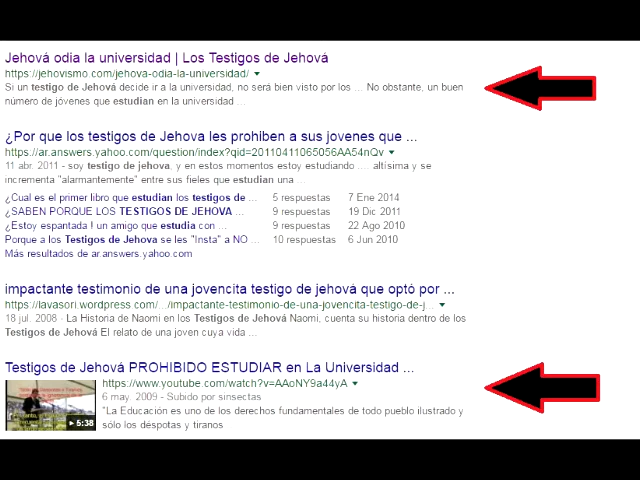 Jehová odia la universidad | Los Testigos de Jehová
https://jehovismo.com/jehova-odia-la-universidad/
Si un testigo de Jehová decide ir a la universidad, no será bien visto por los ... No obstante, un buen
número de jóvenes que estudian en la universidad ...
¿Por que los testigos de Jehova les prohiben a sus jovenes que ...
https://ar.answers.yahoo.com/question/index?qid=20110411065056AA54nQv
11 abr. 2011 - soy testigo de jehova, y en estos momentos estoy estudiando .... altísima y se
incrementa "alarmantemente" entre sus fieles que estudian una ...
¿Cual es el primer libro que estudian los testigos de ... 5 respuestas 7 Ene 2014
¿SABEN PORQUE LOS TESTIGOS DE JEHOVA ... 9 respuestas 19 Dic 2011
¿Estoy espantada ! un amigo que estudia con ... 9 respuestas 22 Ago 2010
Porque a los Testigos de Jehova se les "Insta" a NO ... 10 respuestas 6 Jun 2010
Más resultados de ar.answers.yahoo.com
impactante testimonio de una jovencita testigo de jehová que optó por ...
https://lavasori.wordpress.com/.../impactante-testimonio-de-una-jovencita-testigo-de-j...
18 jul. 2008 - La Historia de Naomi en los Testigos de Jehová Naomi, cuenta su historia dentro de los
Testigos de Jehová El relato de una joven cuya vida ...
Testigos de Jehová PROHIBIDO ESTUDIAR en La Universidad ...
https://www.youtube.com/watch?v=AAoNY9a44yA
6 may. 2009 - Subido por sinsectas
"La Educación es uno de los derechos fundamentales de todo pueblo ilustrado y
sólo los déspotas y tiranos
5:38